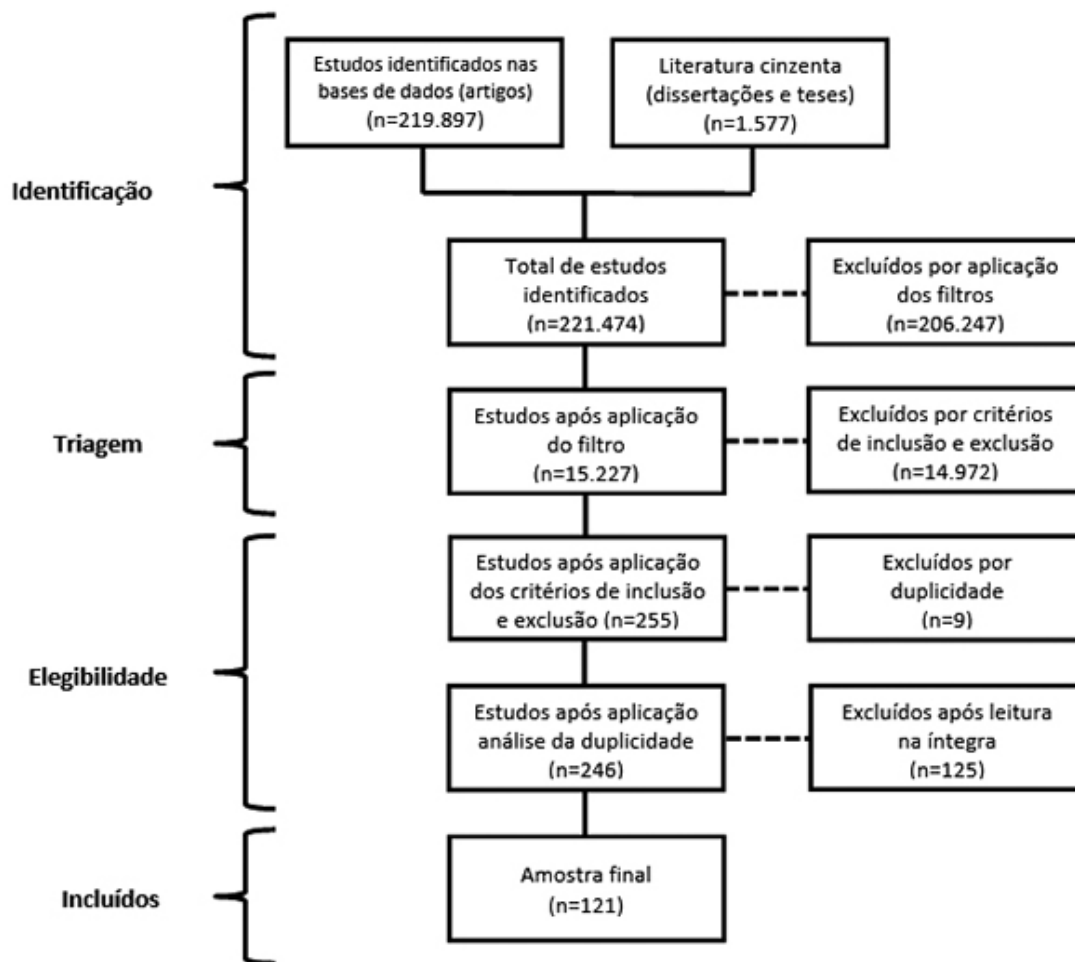 Estudos identificados nas
bases de dados (artigos)
(n=219.897)
Literatura cinzenta
(dissertações e teses)
(n=1.577)
Identificação
Total de estudos
identificados
(n=221.474)
Excluídos por aplicação
dos filtros
(n=206.247)
Triagem
Estudos após aplicação
do filtro
(n=15.227)
Excluídos por critérios
de inclusão e exclusão
(n=14.972)
Elegibilidade
Estudos após aplicação
dos critérios de inclusão
e exclusão (n=255)
Excluídos por
duplicidade
(n=9)
Estudos após aplicação
análise da duplicidade
(n=246)
Excluídos após leitura
na íntegra
(n=125)
Incluídos
Amostra final
(n=121)